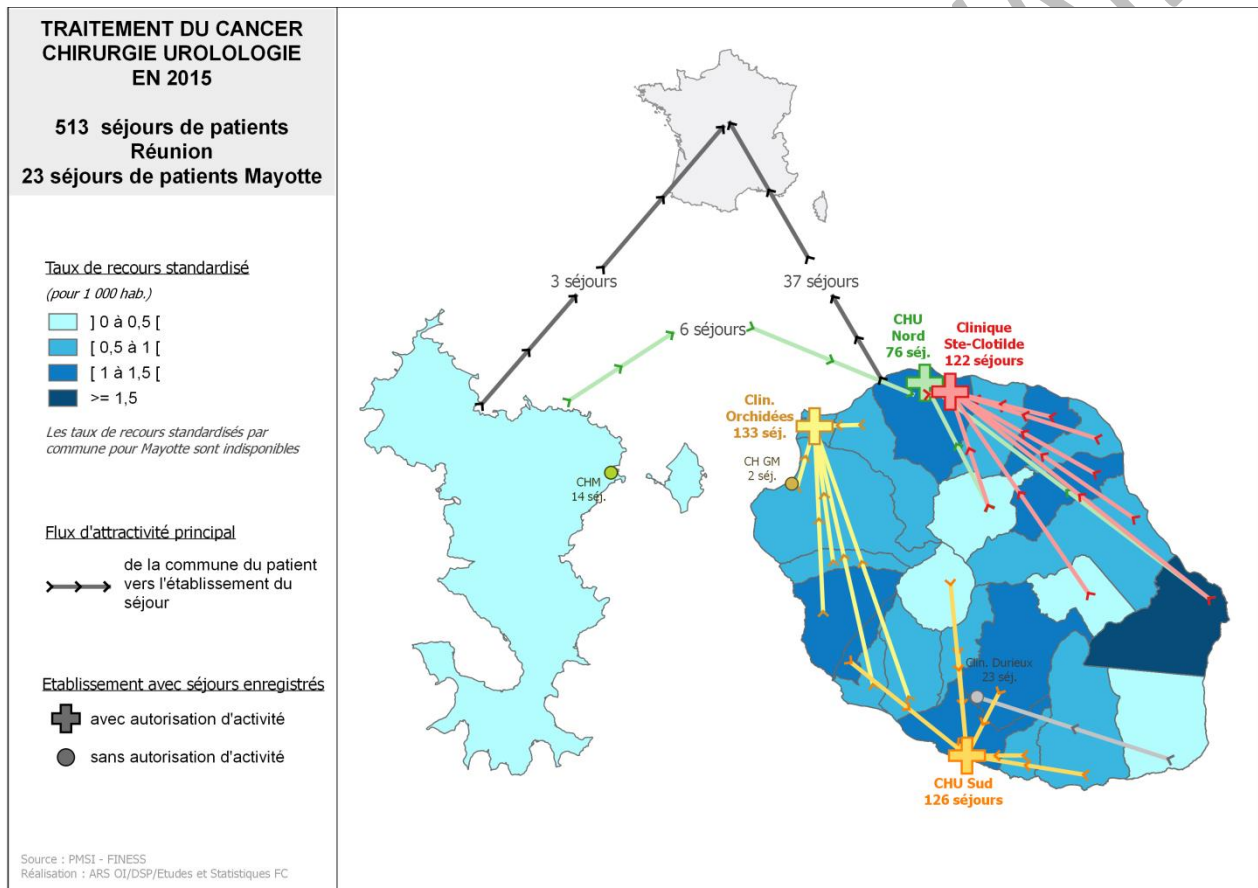 TRAITEMENT DU CANCER
CHIRURGIE UROLOLOGIE
EN 2015
513 séjours de patients
Réunion
23 séjours de patients Mayotte
Taux de recours standardisé
(pour 1 000 hab.)
] 0 à 0,5 [
[ 0,5 à 1 [
[ 1 à 1,5 [
>= 1,5
Les taux de recours standardisés par
commune pour Mayotte sont indisponibles
Flux d'attractivité principal
de la commune du patient
vers l'établissement du
séjour
Etablissement avec séjours enregistrés
avec autorisation d'activité
sans autorisation d'activité
Source : PMSI - FINESS
Réalisation : ARS OI/DSP/Etudes et Statistiques FC
3 séjours
37 séjours
6 séjours
CHU
Nord
76 séj.
Clinique
Ste-Clotilde
122 séjours
Clin.
Orchidées
133 séj.
CH GM
2 séj.
CHM
14 séj.
Clin. Durieux
23 séj.
CHU Sud
126 séjours